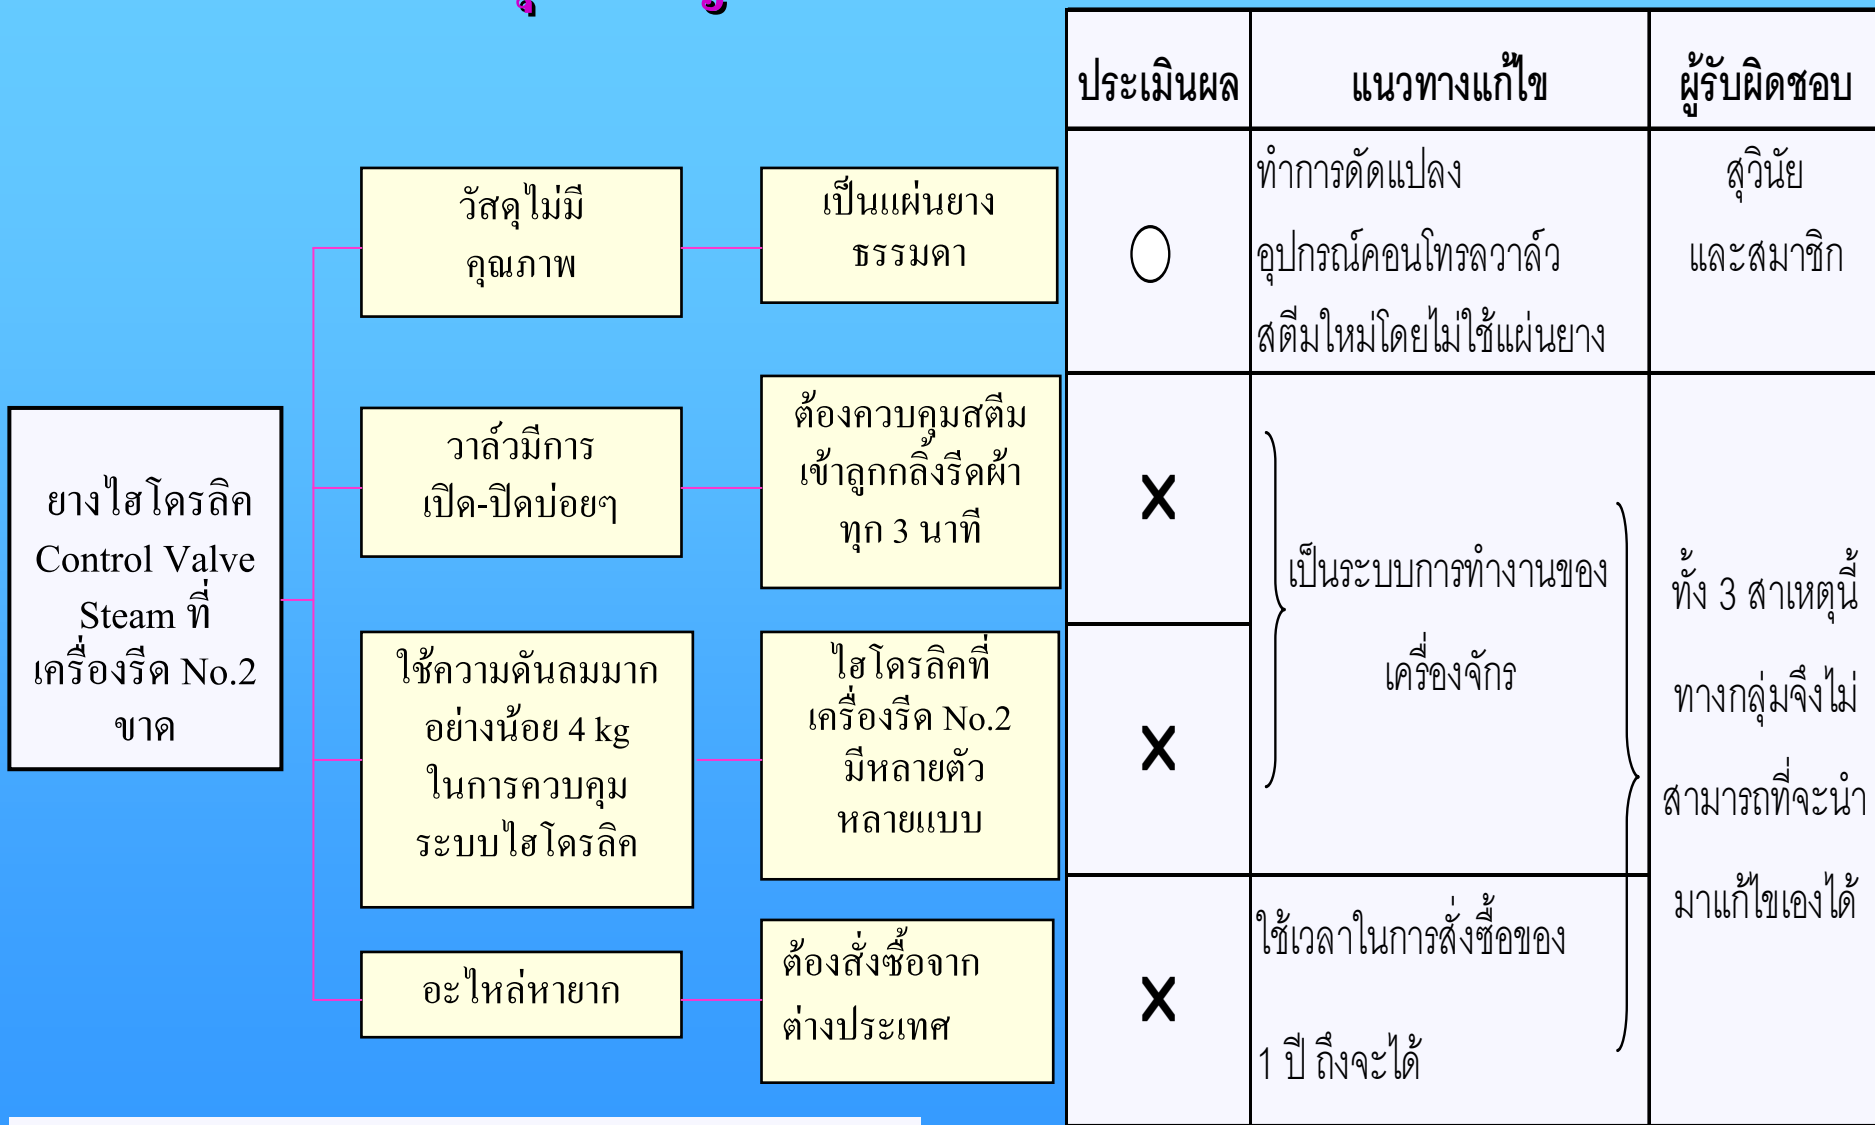 ประเมินผล
แนวทางแก้ไข
ผู้รับผิดชอบ
ยางไฮโดรลิค
Control Valve
Steam ที่
เครื่องรีด No.2
ขาด
วัสดุไม่มี
คุณภาพ
เป็นแผ่นยาง
ธรรมดา
ทำการดัดแปลง
อุปกรณ์คอนโทรลวาล์ว
สตีมใหม่โดยไม่ใช้แผ่นยาง
สุวินัย
และสมาชิก
วาล์วมีการ
เปิด-ปิดบ่อยๆ
ต้องควบคุมสตีม
เข้าลูกกลิ้งรีดผ้า
ทุก 3 นาที
X
ใช้ความดันลมมาก
อย่างน้อย 4 kg
ในการควบคุม
ระบบไฮโดรลิค
ไฮโดรลิคที่
เครื่องรีด No.2
มีหลายตัว
หลายแบบ
X
เป็นระบบการทำงานของ
เครื่องจักร
อะไหล่หายาก
ต้องสั่งซื้อจาก
ต่างประเทศ
X
ใช้เวลาในการสั่งซื้อของ
1 ปี ถึงจะได้
ทั้ง 3 สาเหตุนี้
ทางกลุ่มจึงไม่
สามารถที่จะนำ
มาแก้ไขเองได้